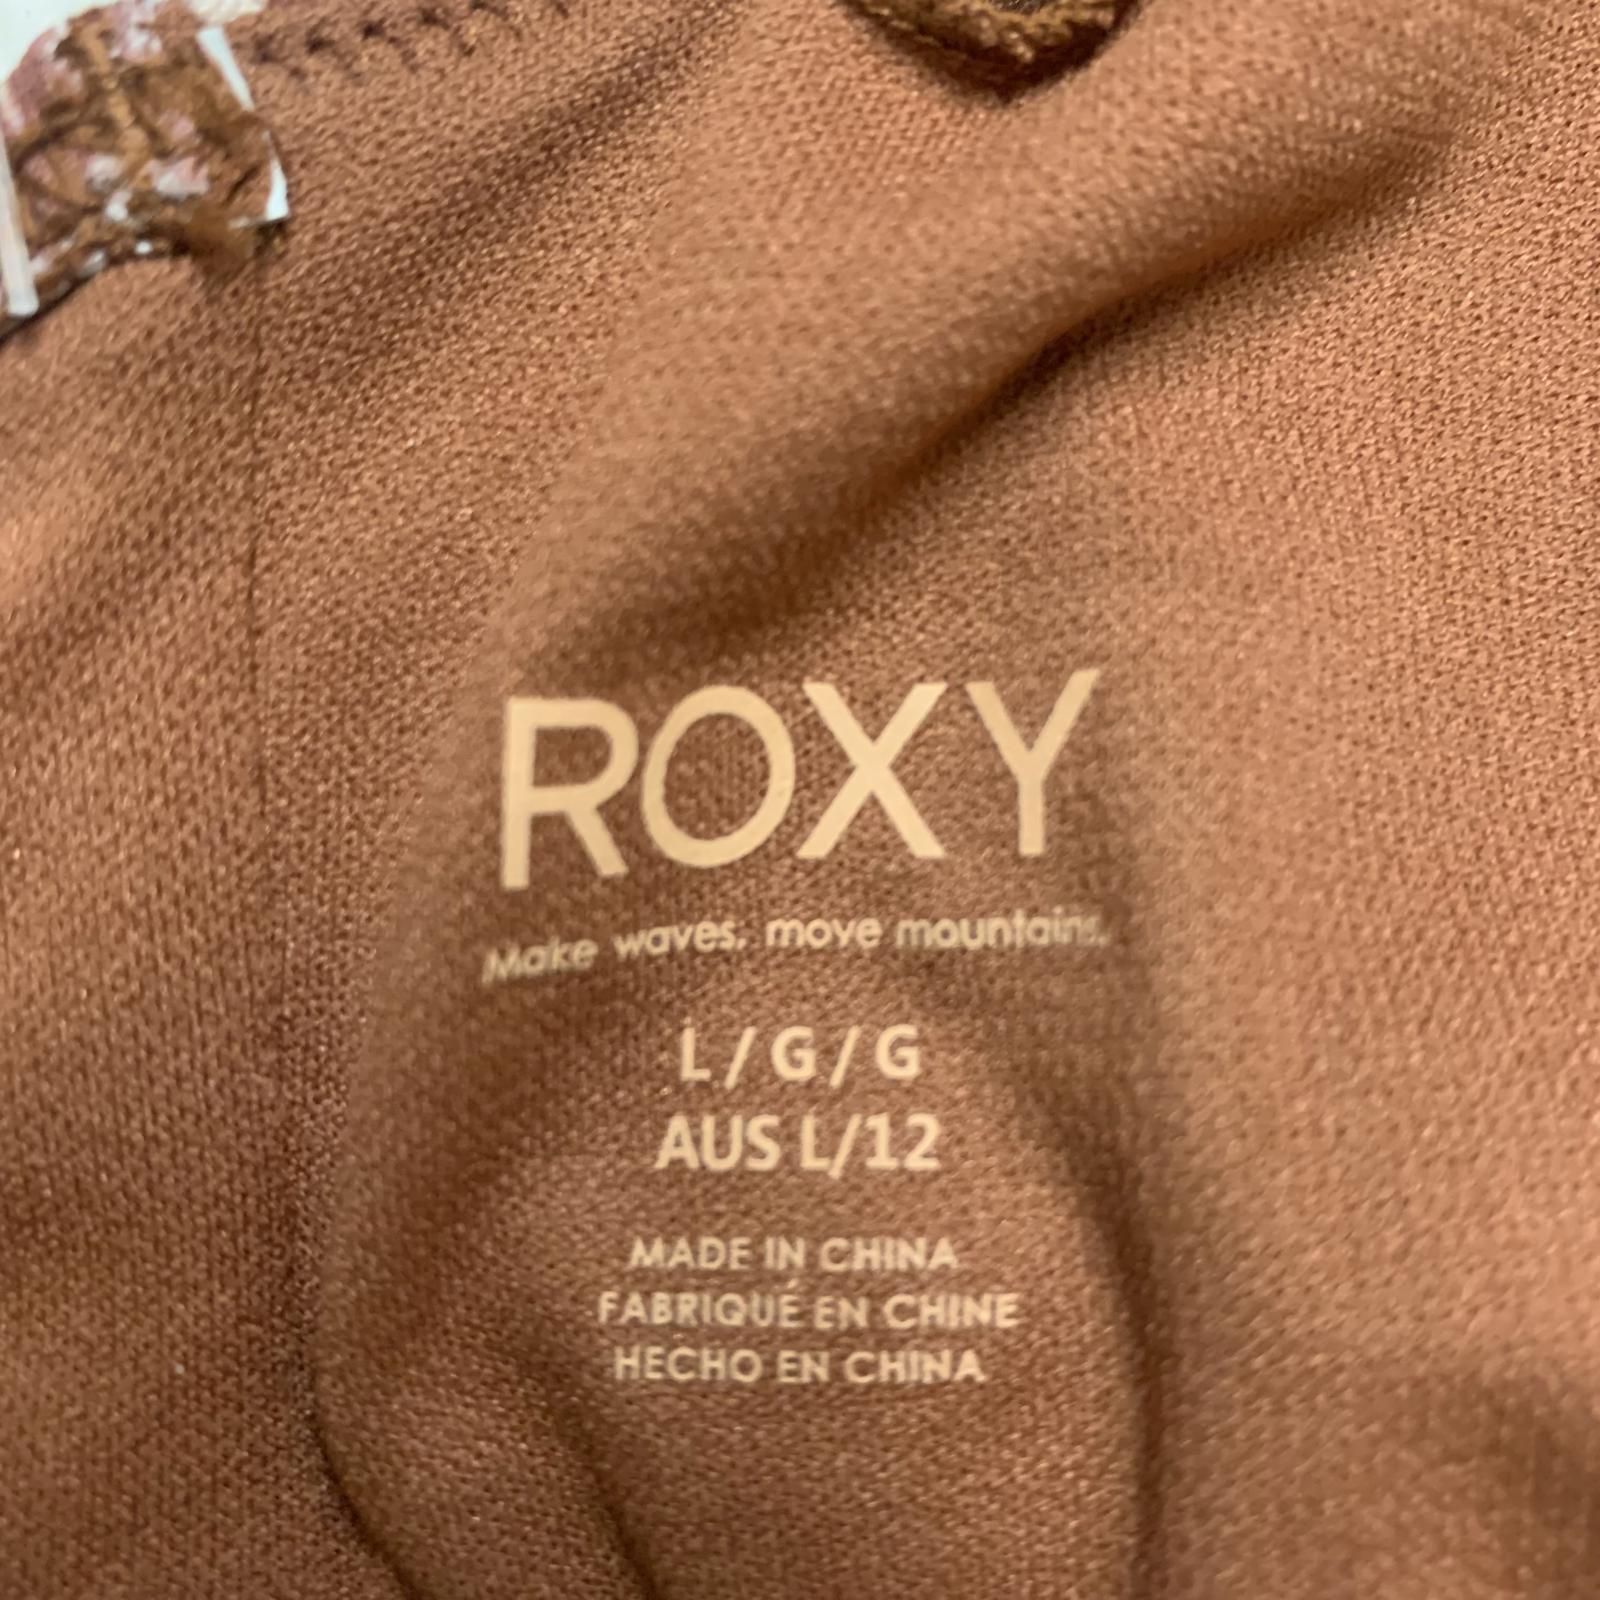 ROXY
Make waves, move mountains.
L / G / G
AUS L/12
MADE IN CHINA
FABRIQUÉ EN CHINE
HECHO EN CHINA